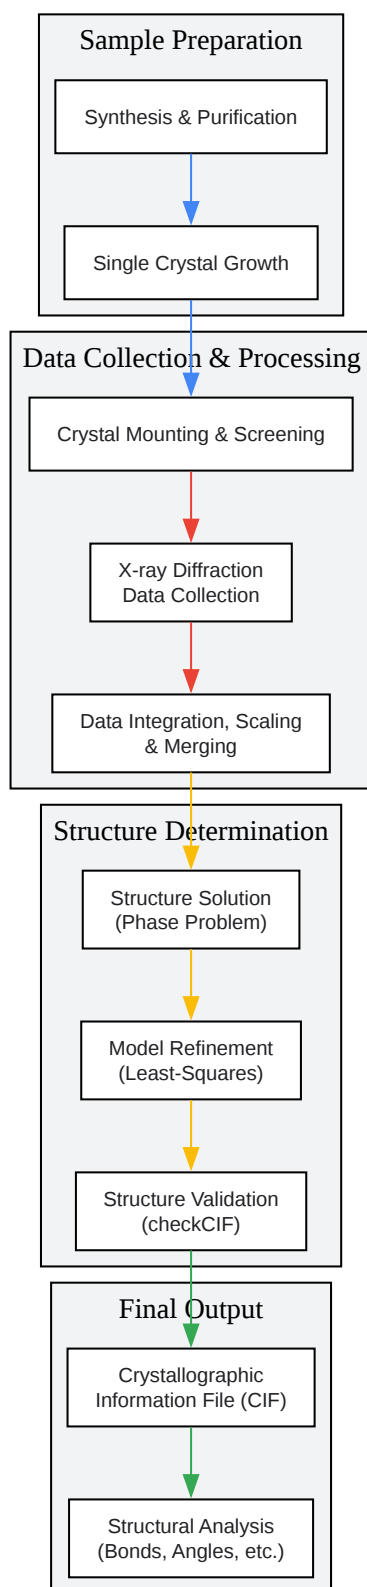 Sample Preparation
Synthesis & Purification
Single Crystal Growth
Data Collection & Processing
Crystal Mounting & Screening
X-ray Diffraction
Data Collection
Data Integration, Scaling
& Merging
Structure Determination
Structure Solution
(Phase Problem)
Model Refinement
(Least-Squares)
Structure Validation
(checkCIF)
Final Output
Crystallographic
Information File (CIF)
Structural Analysis
(Bonds, Angles, etc.)